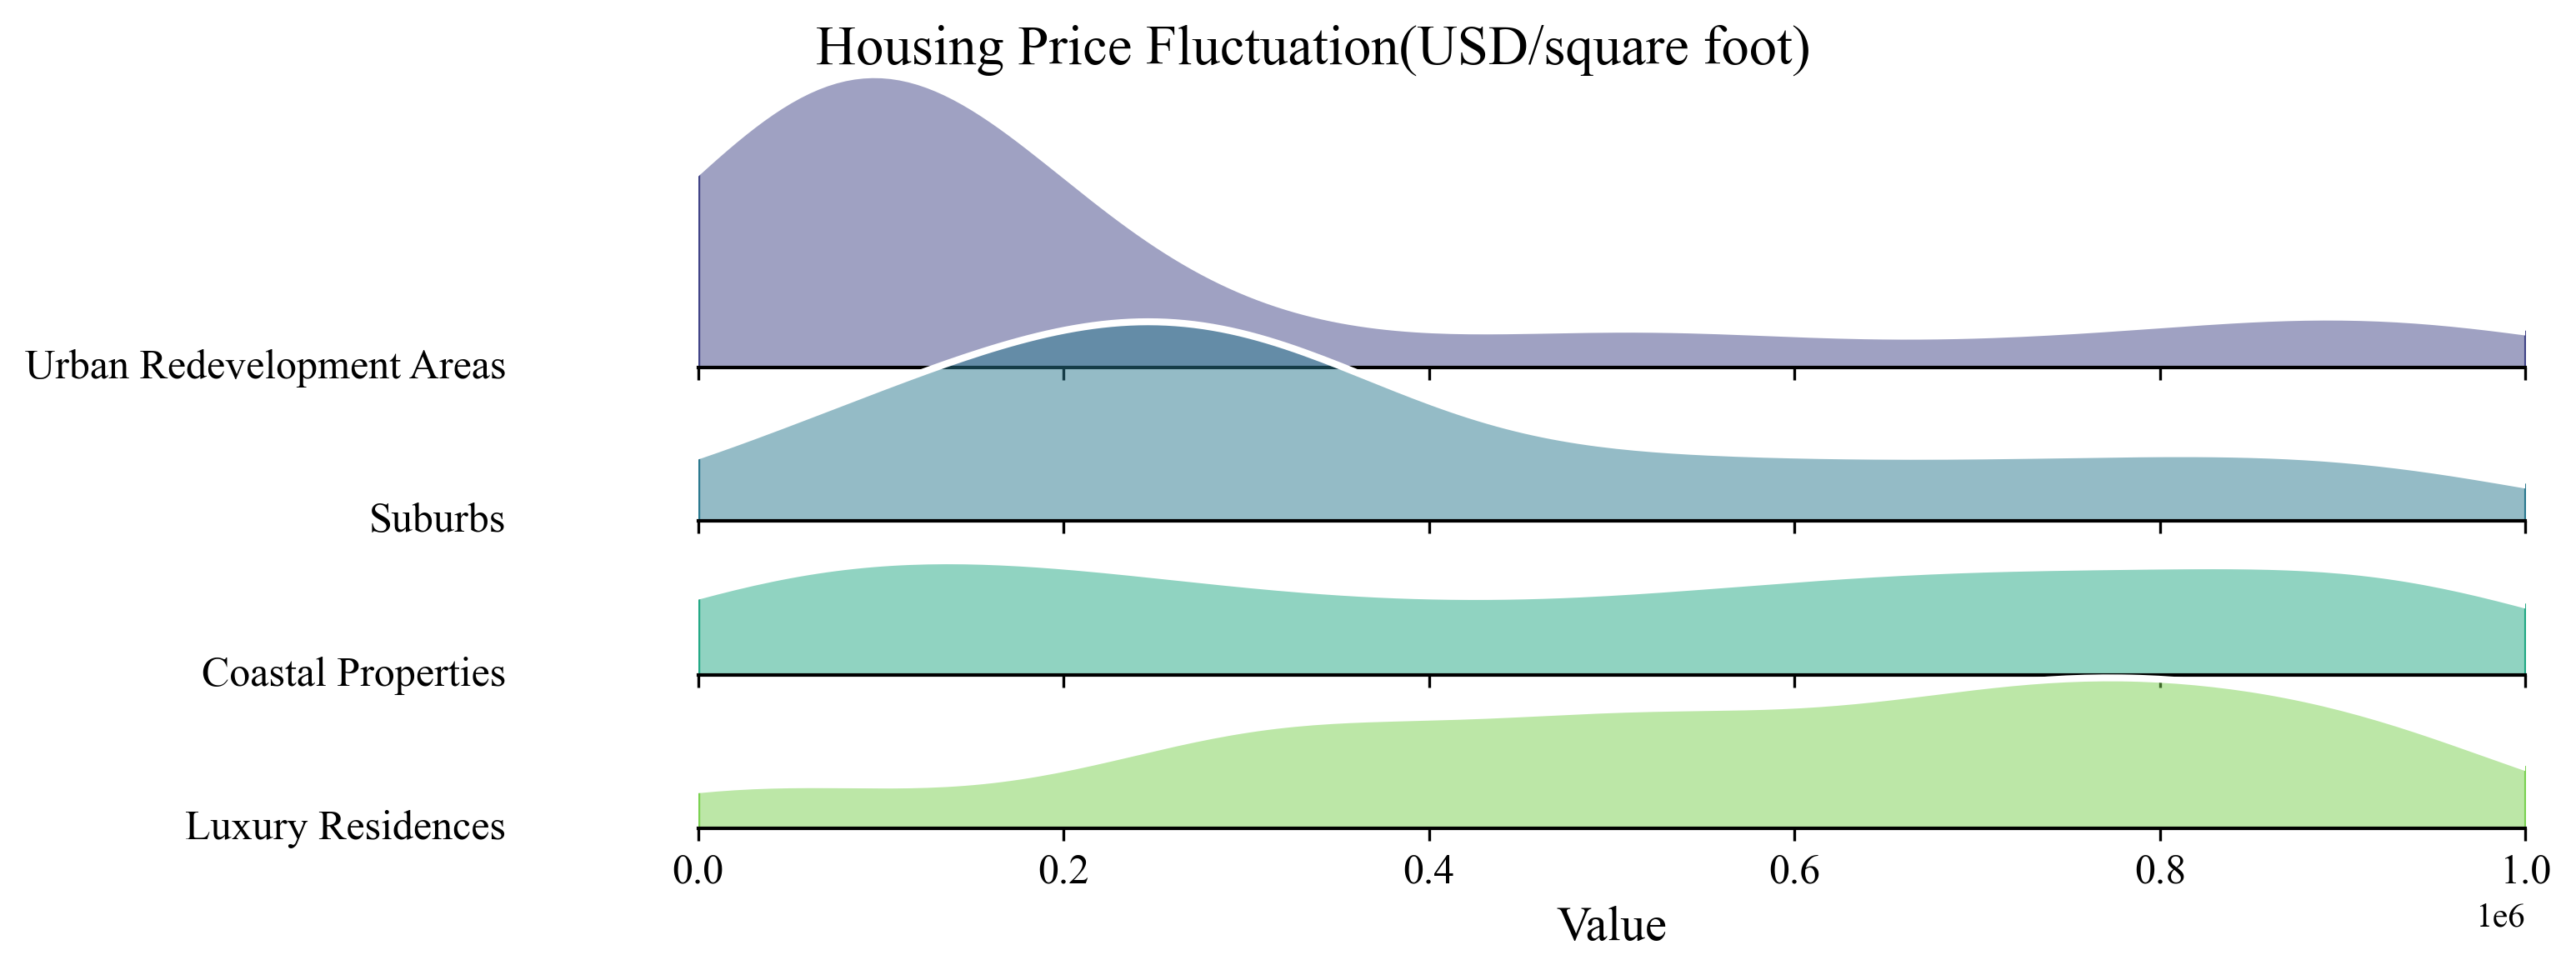 Housing Price Fluctuation(USD/square foot)
Urban Redevelopment Areas
Suburbs
Coastal Properties
Luxury Residences
0.0 0.2 0.4 0.6 0.8 1.0
1e6
Value